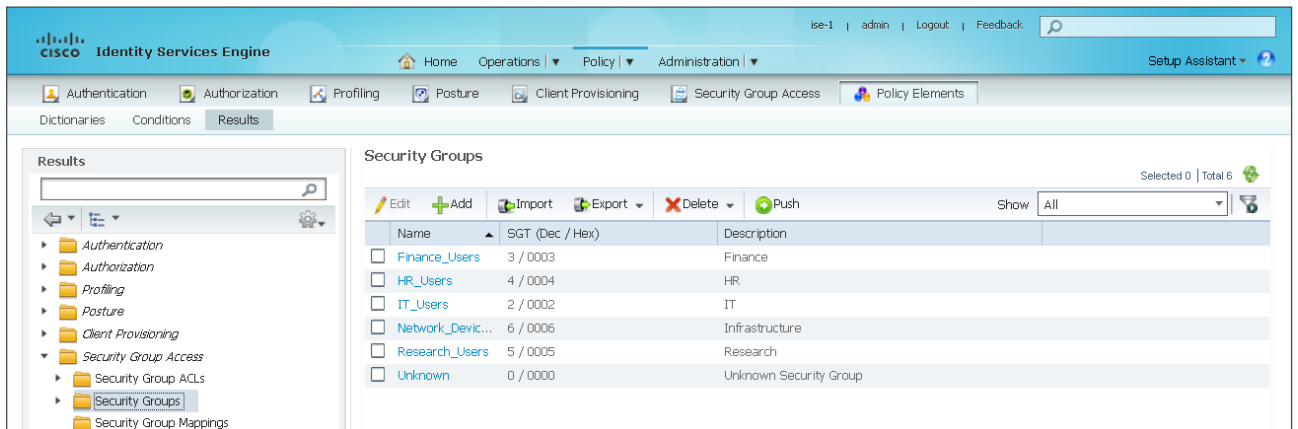 ise-1 | admin | Logout | Feedback
CISCO Identity Services Engine
Home Operations | Policy | Administration | Setup Assistant
Authentication Authorization Profiling Posture Client Provisioning Security Group Access Policy Elements
Dictionaries Conditions Results
Results
Security Groups
Selected 0 | Total 6
Edit Add Import Export Delete Push Show All
Name SGT (Dec / Hex) Description
Authentication
Authorization
Profiling
Posture
Client Provisioning
Security Group Access
Security Group ACLs
Security Groups
Security Group Mappings
Finance_Users 3 / 0003 Finance
HR_Users 4 / 0004 HR
IT_Users 2 / 0002 IT
Network_Devic... 6 / 0006 Infrastructure
Research_Users 5 / 0005 Research
Unknown 0 / 0000 Unknown Security Group